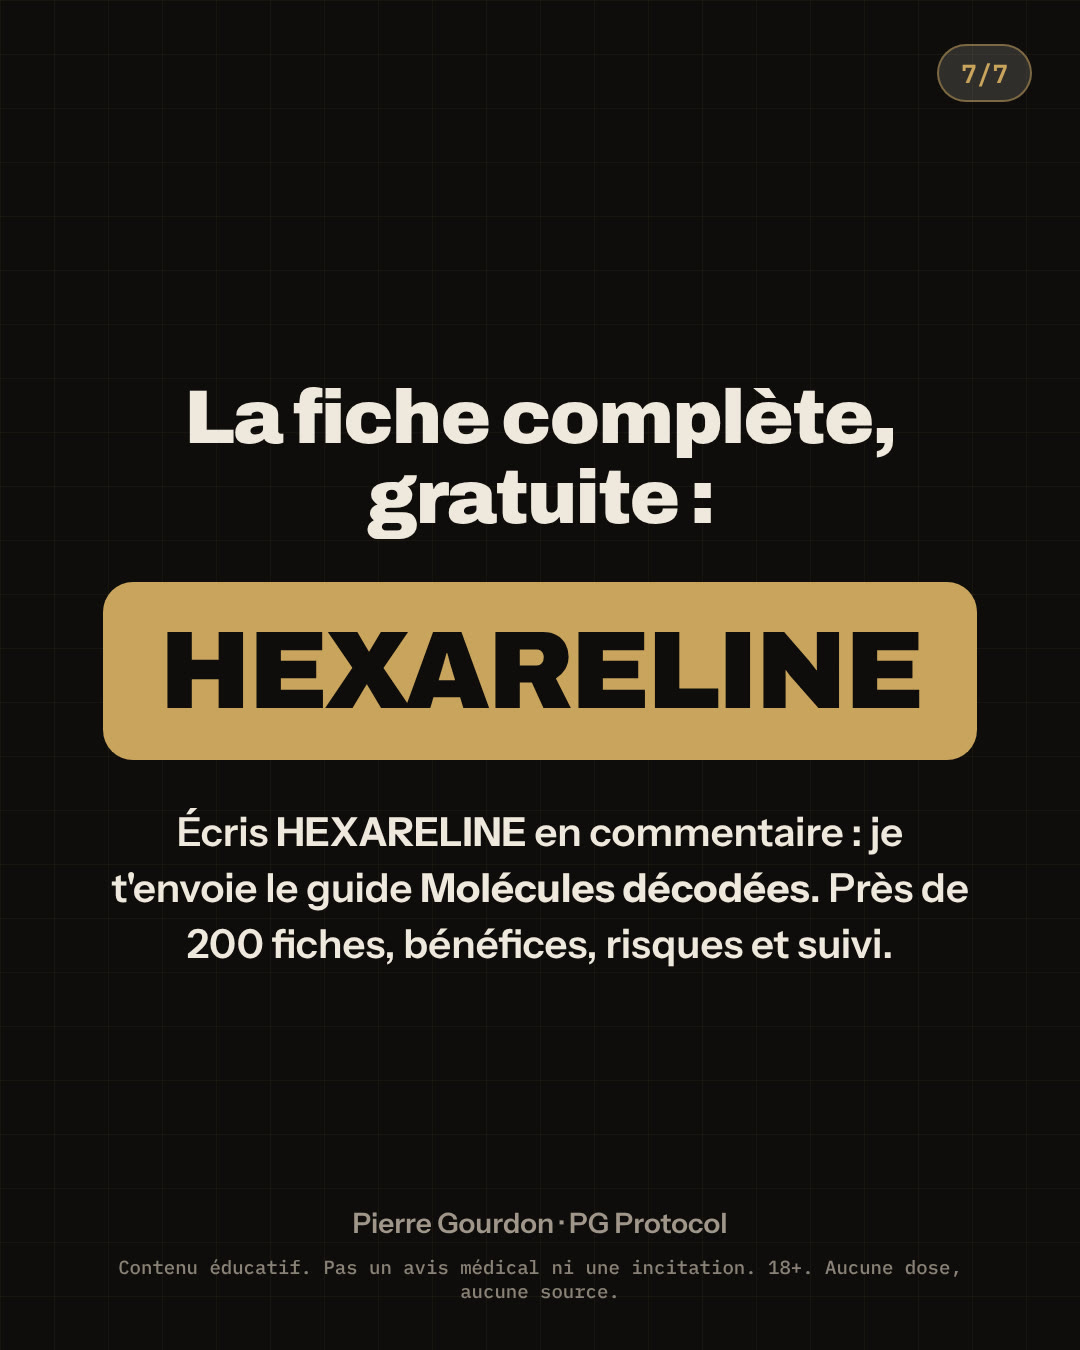 7/7
La fiche complète,
gratuite :
HEXARELINE
Écris HEXARELINE en commentaire : je
t'envoie le guide Molécules décodées. Près de
200 fiches, bénéfices, risques et suivi.
Pierre Gourdon · PG Protocol
Contenu éducatif. Pas un avis médical ni une incitation. 18+. Aucune dose,
aucune source.